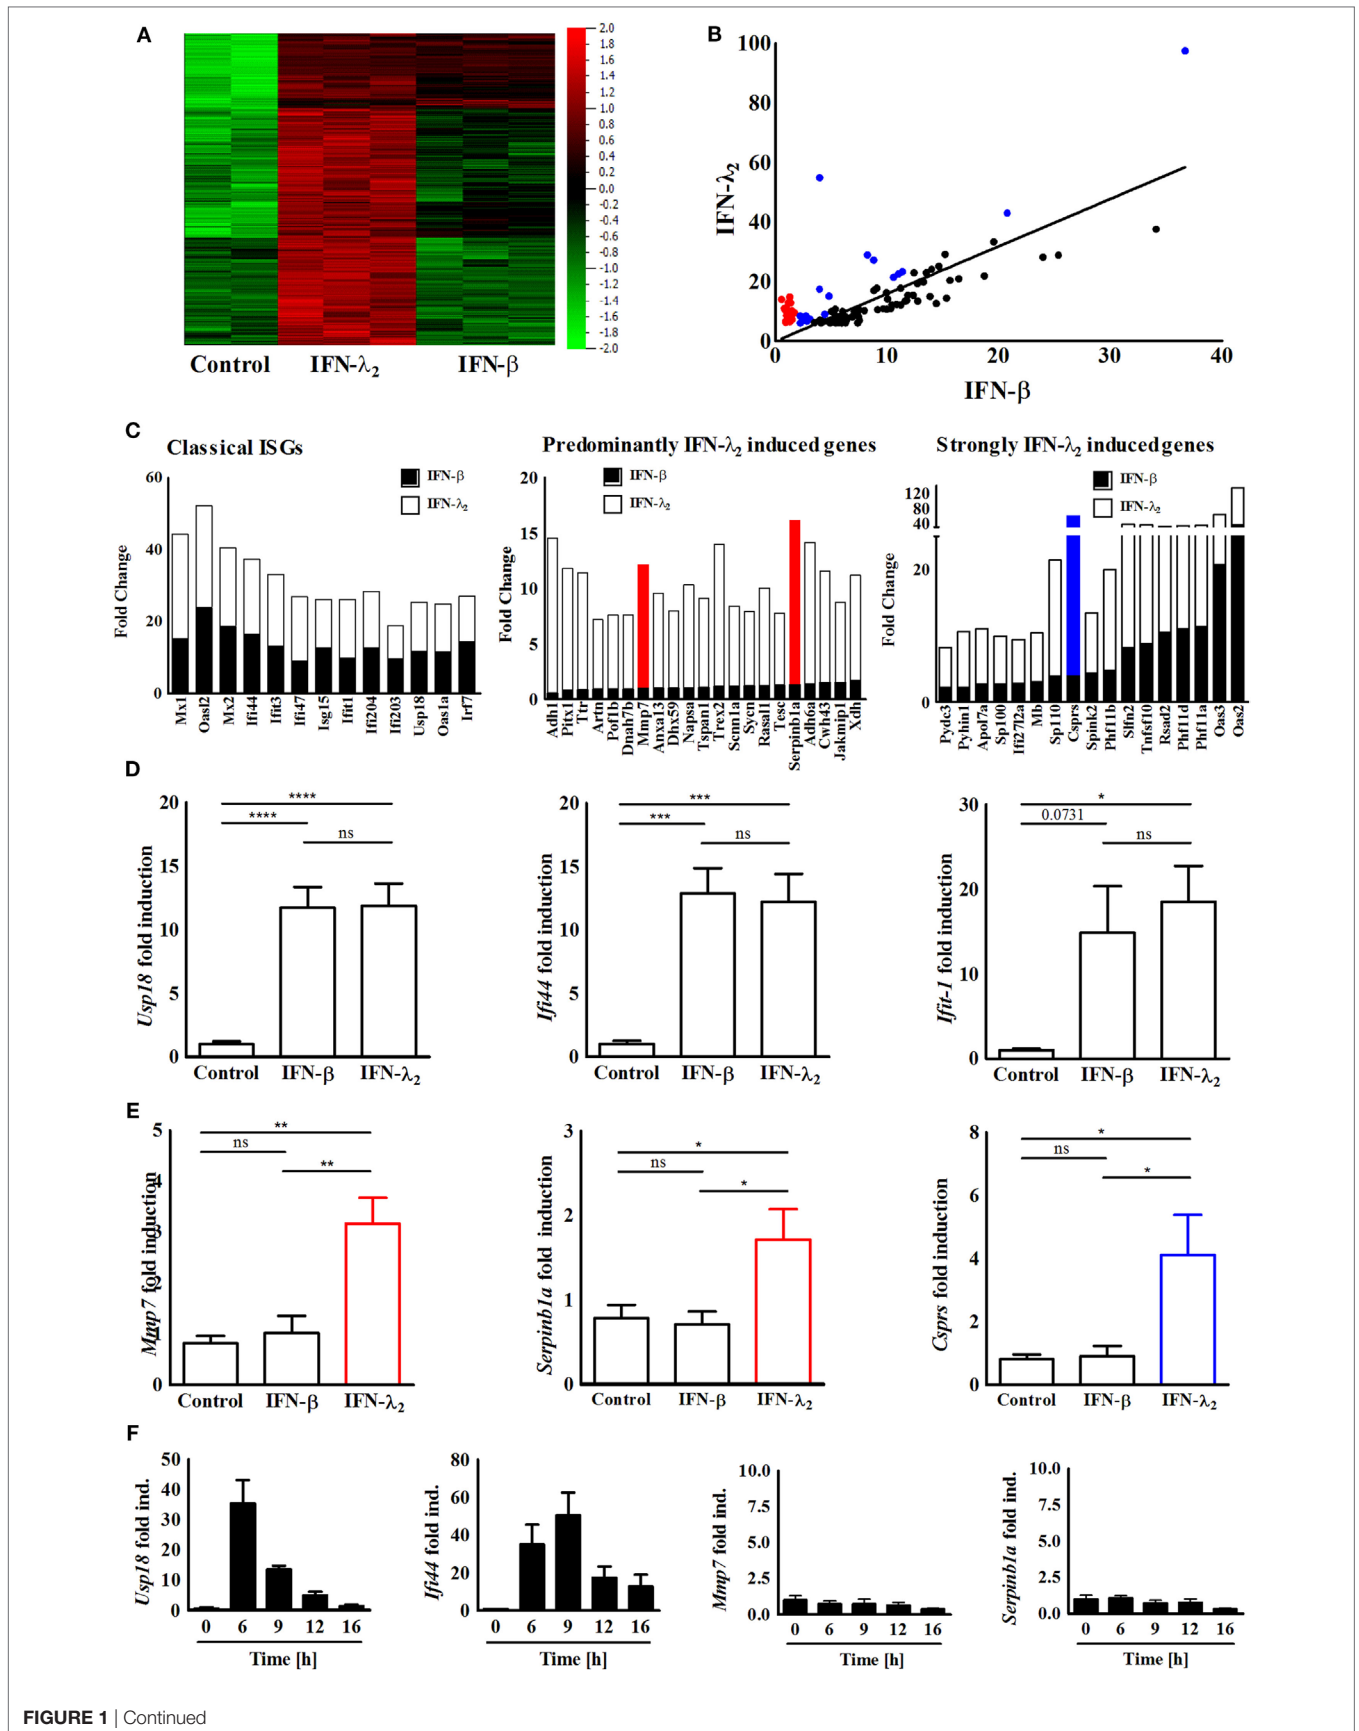 A
2.0
1.8
1.6
1.4
1.2
1.0
0.8
0.6
0.4
0.2
0.0
-0.2
-0.4
-0.6
-0.8
-1.0
-1.2
-1.4
-1.6
-1.8
-2.0
Control IFN-λ2 IFN-β
B
IFN-λ2
100
80
60
40
20
0
0 10 20 30 40
IFN-β
C
Classical ISGs
IFN-β
IFN-λ2
Fold Change
60
40
20
0
Mx1 Oasl2 Mx2 Ifi44 Ifit3 Ifi47 Isg15 Ifit1 Ifi204 Ifi203 Usp18 Oas1a Irf7
Predominantly IFN-λ2 induced genes
IFN-β
IFN-λ2
Fold Change
20
15
10
5
0
Adh1 Pitx1 Ttr Artn Pof1b Dnah7b Mmp7 Anxa13 Dhx59 Napsa Tspan1 Trex2 Scnn1a Sycn Rasal1 Tesc Serpinb1a Adh6a Cwh43 Jakmip1 Xdh
Strongly IFN-λ2 induced genes
IFN-β
IFN-λ2
Fold Change
120
80
40
20
0
Pydc3 Pyhin1 Apol7a Sp100 Ifi27l2a Mb Sp110 Csprs Spink2 Phf11b Slfn2 Tnfsf10 Rsad2 Phf11d Phf11a Oas3 Oas2
D
Usp18 fold induction
20
15
10
5
0
****
****
ns
Control IFN-β IFN-λ2
Ifi44 fold induction
20
15
10
5
0
***
***
ns
Control IFN-β IFN-λ2
Ifit-1 fold induction
30
20
10
0
*
0.0731
ns
Control IFN-β IFN-λ2
E
Mmp7 fold induction
5
4
3
2
1
0
**
ns
**
Control IFN-β IFN-λ2
Serpinb1a fold induction
3
2
1
0
*
ns
*
Control IFN-β IFN-λ2
Csprs fold induction
8
6
4
2
0
*
ns
*
Control IFN-β IFN-λ2
F
Usp18 fold ind.
50
40
30
20
10
0
0 6 9 12 16
Time [h]
Ifi44 fold ind.
80
60
40
20
0
0 6 9 12 16
Time [h]
Mmp7 fold ind.
10.0
7.5
5.0
2.5
0.0
0 6 9 12 16
Time [h]
Serpinb1a fold ind.
10.0
7.5
5.0
2.5
0.0
0 6 9 12 16
Time [h]
FIGURE 1 | Continued